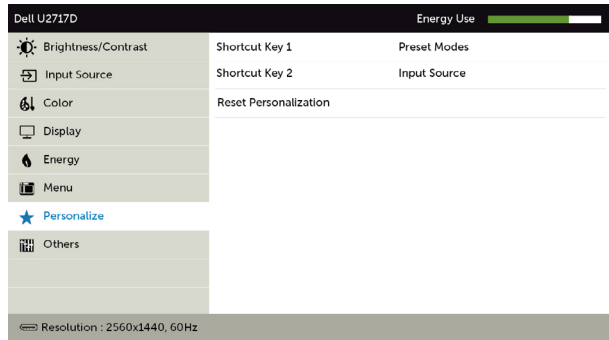 Dell U2717D Energy Use
Brightness/Contrast Shortcut Key 1 Preset Modes
Input Source Shortcut Key 2 Input Source
Color Reset Personalization
Display
Energy
Menu
Personalize
Others
Resolution : 2560x1440, 60Hz